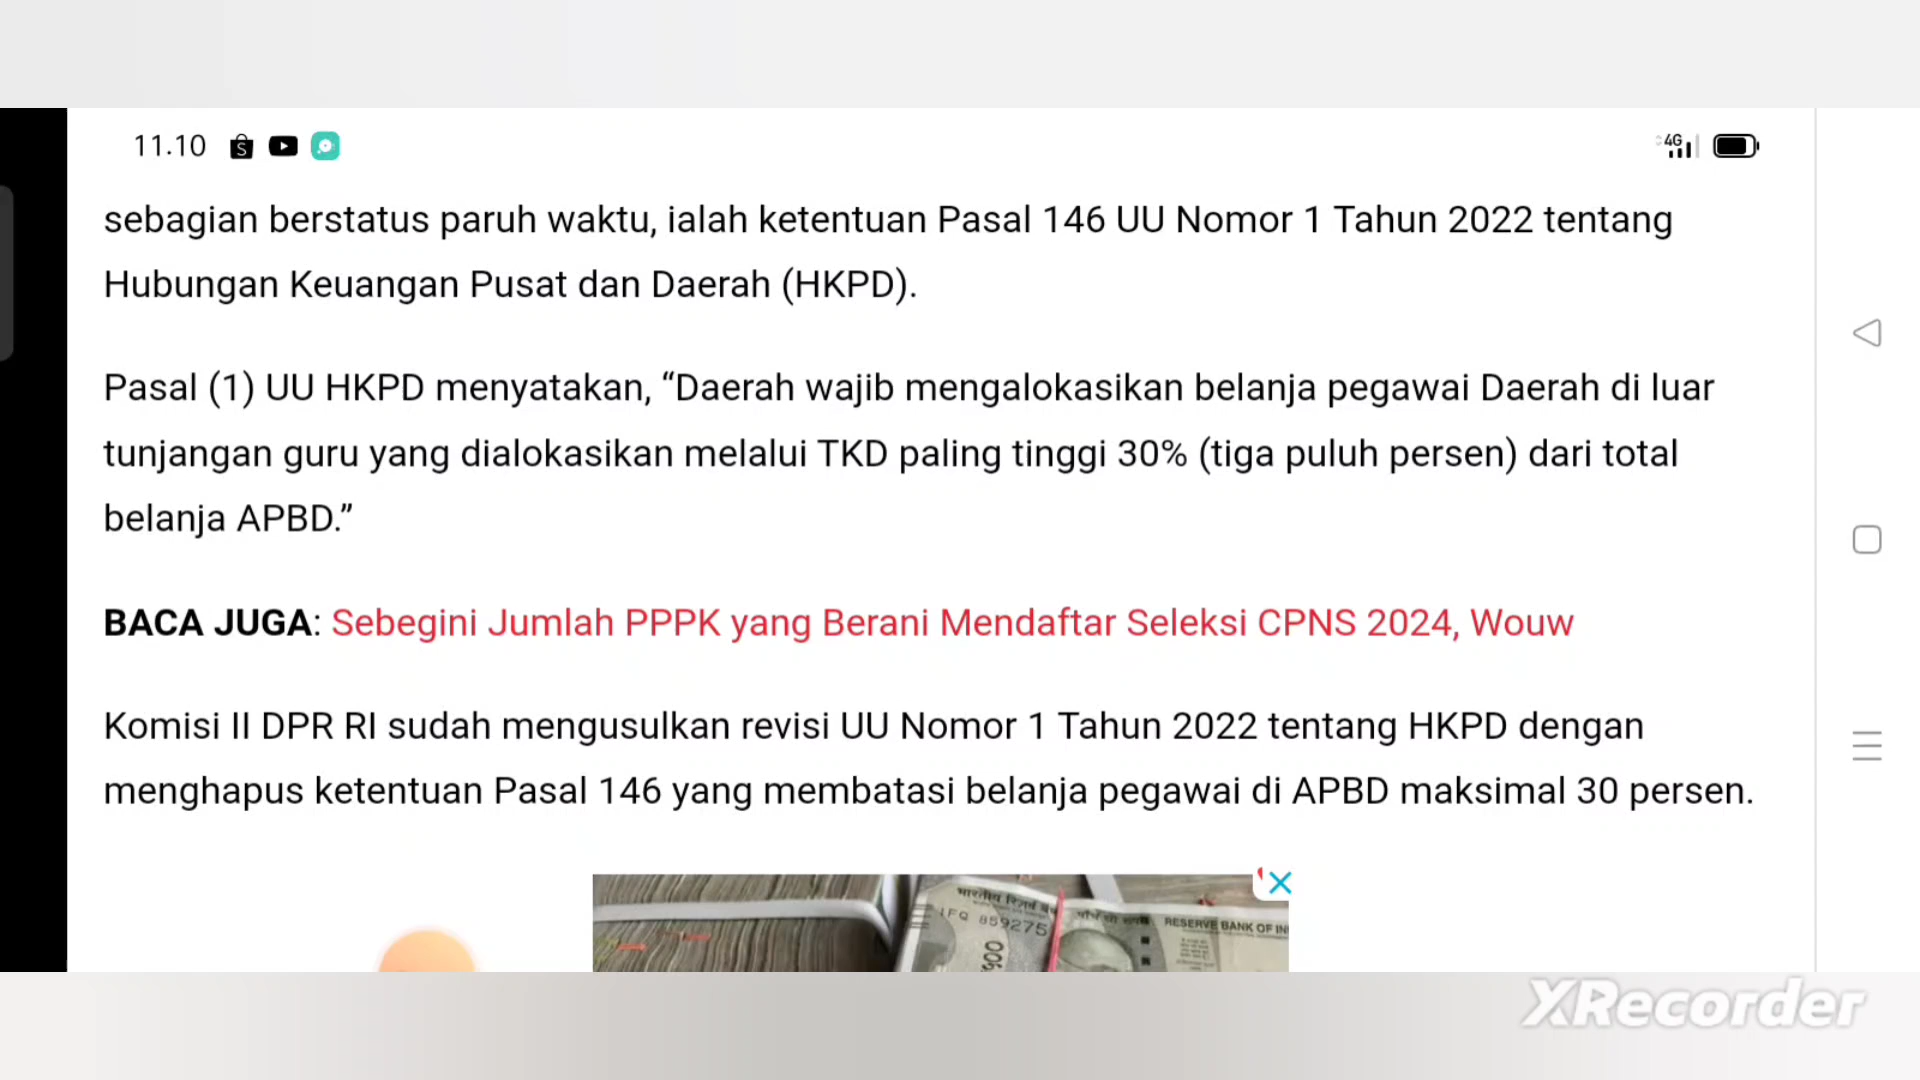 11.10
4G
sebagian berstatus paruh waktu, ialah ketentuan Pasal 146 UU Nomor 1 Tahun 2022 tentang
Hubungan Keuangan Pusat dan Daerah (HKPD).
Pasal (1) UU HKPD menyatakan, “Daerah wajib mengalokasikan belanja pegawai Daerah di luar
tunjangan guru yang dialokasikan melalui TKD paling tinggi 30% (tiga puluh persen) dari total
belanja APBD.”
BACA JUGA: Sebegini Jumlah PPPK yang Berani Mendaftar Seleksi CPNS 2024, Wouw
Komisi II DPR RI sudah mengusulkan revisi UU Nomor 1 Tahun 2022 tentang HKPD dengan
menghapus ketentuan Pasal 146 yang membatasi belanja pegawai di APBD maksimal 30 persen.
1FQ 859275
RESERVE BANK OF IN
XRecorder